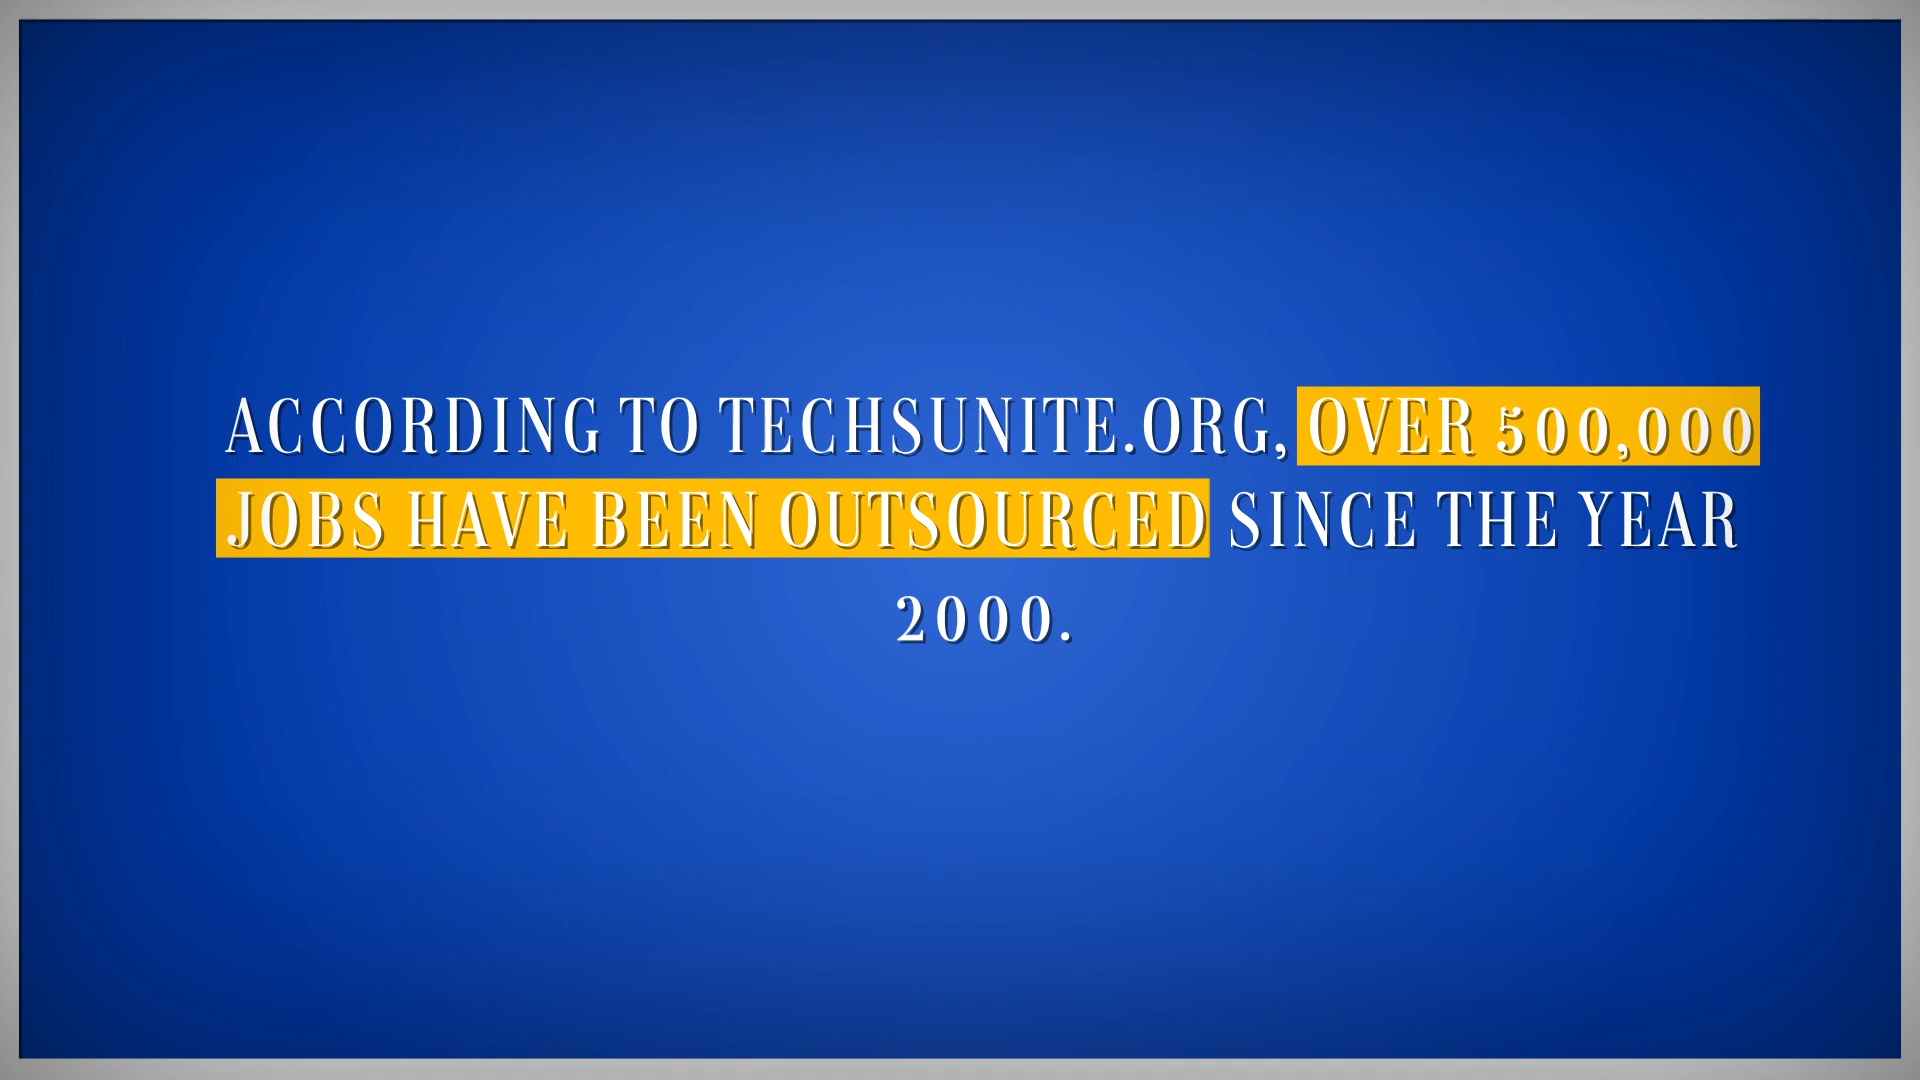 ACCORDING TO TECHSUNITE.ORG, OVER 500,000
JOBS HAVE BEEN OUTSOURCED SINCE THE YEAR
2000.